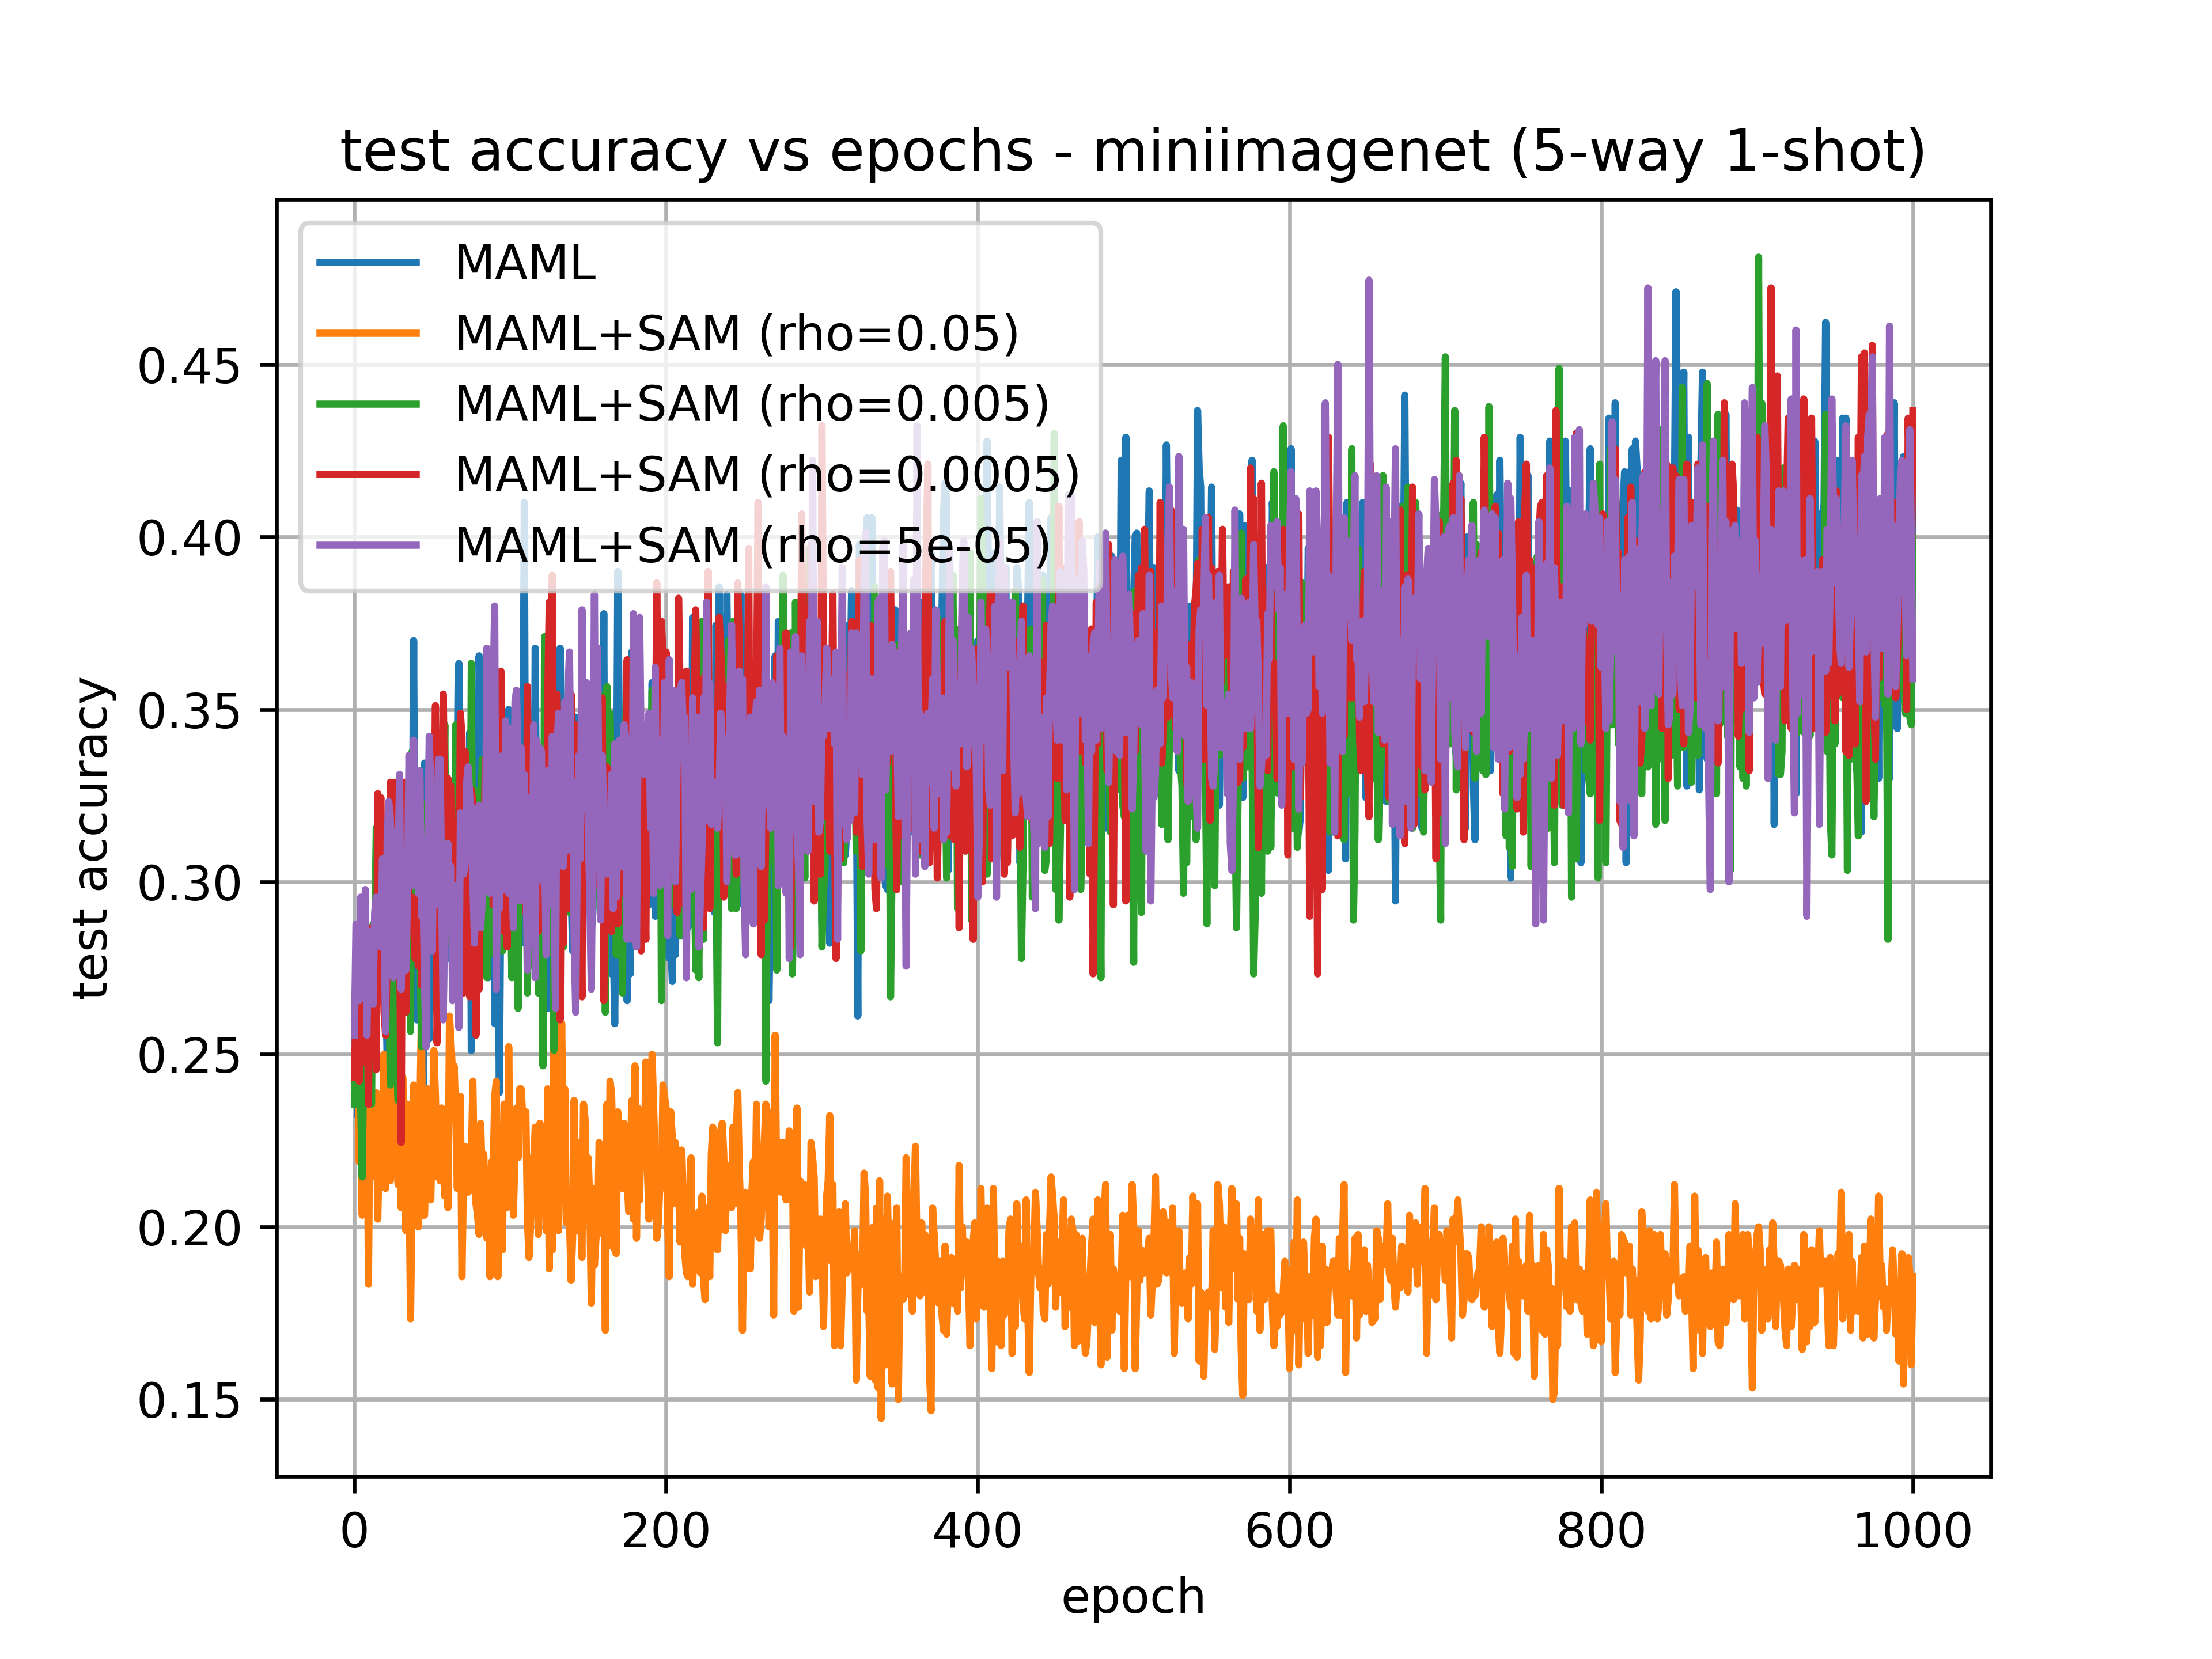 test accuracy vs epochs - miniimagenet (5-way 1-shot)
MAML
MAML+SAM (rho=0.05)
MAML+SAM (rho=0.005)
MAML+SAM (rho=0.0005)
MAML+SAM (rho=5e-05)
test accuracy
0.45
0.40
0.35
0.30
0.25
0.20
0.15
0 200 400 600 800 1000
epoch